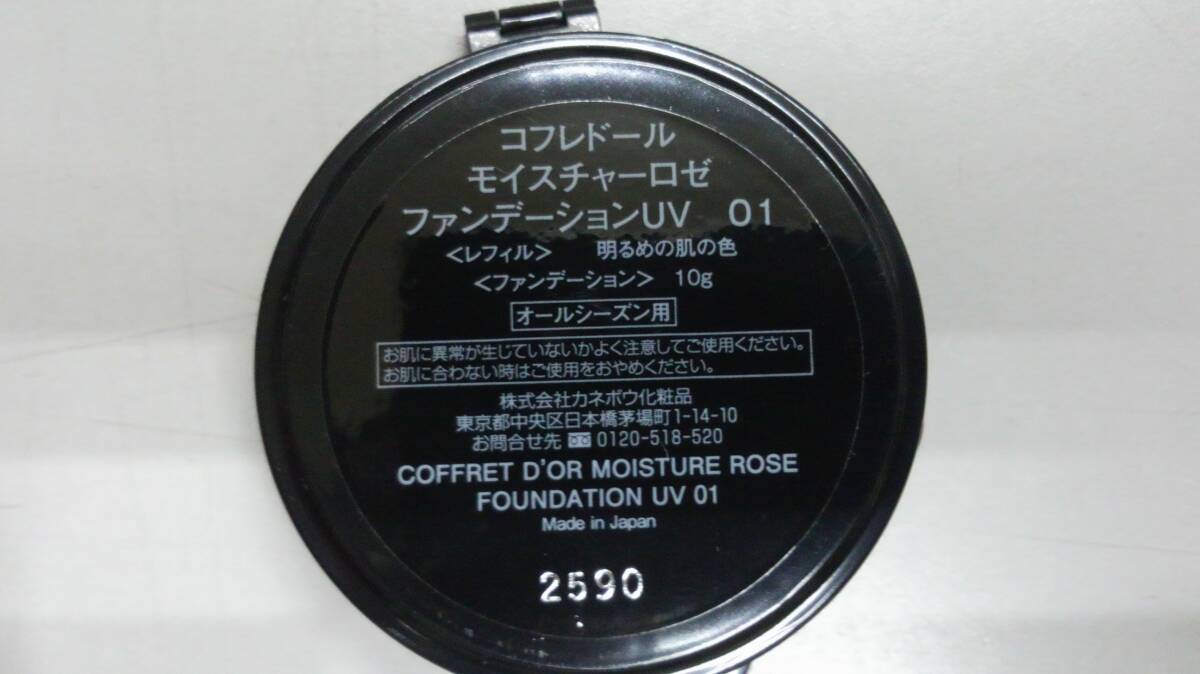 コフレドール
モイスチャーロゼ
ファンデーションUV 01
<レフィル> 明るめの肌の色
<ファンデーション> 10g
オールシーズン用
お肌に異常が生じていないかよく注意してご使用ください。
お肌に合わない時はご使用をおやめください。
株式会社カネボウ化粧品
東京都中央区日本橋茅場町1-14-10
お問合せ先 0120-518-520
COFFRET D'OR MOISTURE ROSE
FOUNDATION UV 01
Made in Japan
2590